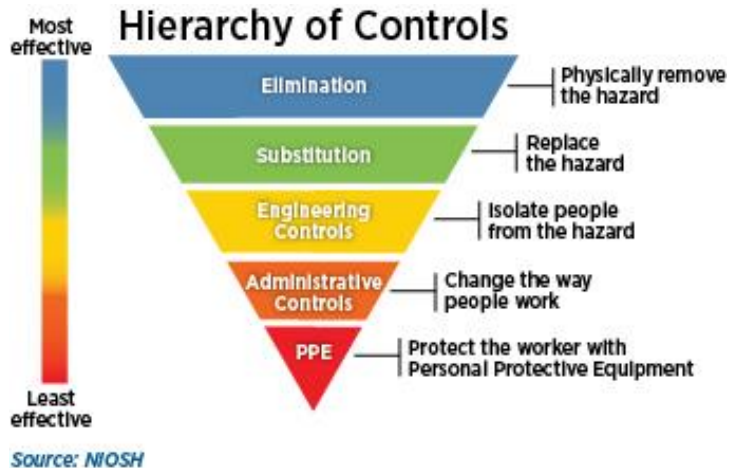 Hierarchy of Controls
Most
effective
Elimination
Physically remove
the hazard
Substitution
Replace
the hazard
Engineering
Controls
Isolate people
from the hazard
Administrative
Controls
Change the way
people work
PPE
Protect the worker with
Personal Protective Equipment
Least
effective
Source: NIOSH